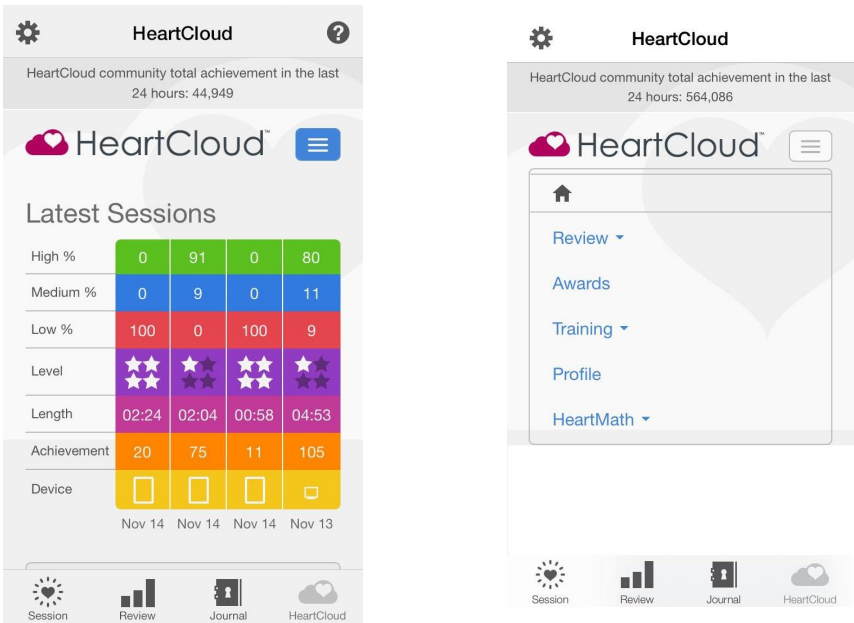 HeartCloud
HeartCloud community total achievement in the last
24 hours: 44,949
HeartCloud™
Latest Sessions
High % 0 91 0 80
Medium % 0 9 0 11
Low % 100 0 100 9
Level
Length 02:24 02:04 00:58 04:53
Achievement 20 75 11 105
Device
Nov 14 Nov 14 Nov 14 Nov 13
Session Review Journal HeartCloud
HeartCloud
HeartCloud community total achievement in the last
24 hours: 564,086
HeartCloud™
Review
Awards
Training
Profile
HeartMath
Session Review Journal HeartCloud